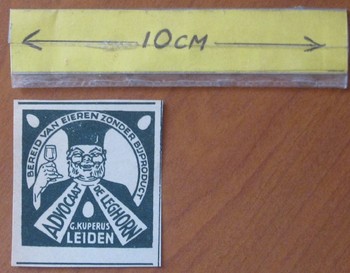 10CM
BEREID VAN EIEREN ZONDER BIJPRODUCT
ADVOCAAT
DE LEGHORN
G.KUPERUS
LEIDEN